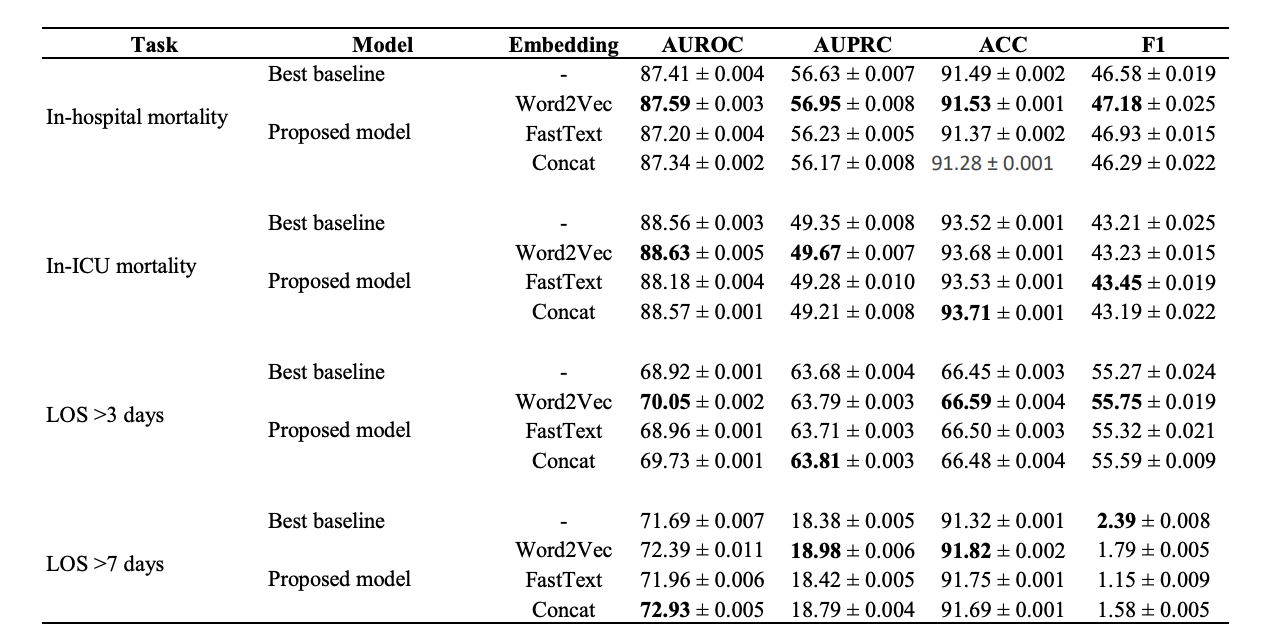 Task Model Embedding AUROC AUPRC ACC F1
Best baseline - 87.41 ± 0.004 56.63 ± 0.007 91.49 ± 0.002 46.58 ± 0.019
Word2Vec 87.59 ± 0.003 56.95 ± 0.008 91.53 ± 0.001 47.18 ± 0.025
In-hospital mortality
Proposed model FastText 87.20 ± 0.004 56.23 ± 0.005 91.37 ± 0.002 46.93 ± 0.015
Concat 87.34 ± 0.002 56.17 ± 0.008 91.28 ± 0.001 46.29 ± 0.022
Best baseline - 88.56 ± 0.003 49.35 ± 0.008 93.52 ± 0.001 43.21 ± 0.025
Word2Vec 88.63 ± 0.005 49.67 ± 0.007 93.68 ± 0.001 43.23 ± 0.015
In-ICU mortality
Proposed model FastText 88.18 ± 0.004 49.28 ± 0.010 93.53 ± 0.001 43.45 ± 0.019
Concat 88.57 ± 0.001 49.21 ± 0.008 93.71 ± 0.001 43.19 ± 0.022
Best baseline - 68.92 ± 0.001 63.68 ± 0.004 66.45 ± 0.003 55.27 ± 0.024
Word2Vec 70.05 ± 0.002 63.79 ± 0.003 66.59 ± 0.004 55.75 ± 0.019
LOS >3 days
Proposed model FastText 68.96 ± 0.001 63.71 ± 0.003 66.50 ± 0.003 55.32 ± 0.021
Concat 69.73 ± 0.001 63.81 ± 0.003 66.48 ± 0.004 55.59 ± 0.009
Best baseline - 71.69 ± 0.007 18.38 ± 0.005 91.32 ± 0.001 2.39 ± 0.008
Word2Vec 72.39 ± 0.011 18.98 ± 0.006 91.82 ± 0.002 1.79 ± 0.005
LOS >7 days
Proposed model FastText 71.96 ± 0.006 18.42 ± 0.005 91.75 ± 0.001 1.15 ± 0.009
Concat 72.93 ± 0.005 18.79 ± 0.004 91.69 ± 0.001 1.58 ± 0.005